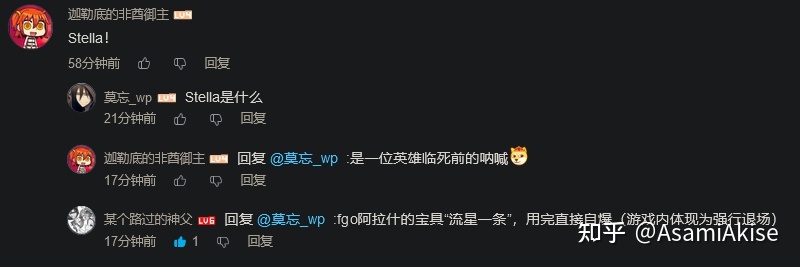 迦勒底的非酋御主 LV4
Stella！
58分钟前 回复
莫忘_wp LV4 Stella是什么
21分钟前 回复
迦勒底的非酋御主 LV4 回复 @莫忘_wp :是一位英雄临死前的呐喊
17分钟前 回复
某个路过的神父 LV6 回复 @莫忘_wp :fgo阿拉什的宝具“流星一条”，用完直接自爆（游戏内体现为强行退场）
17分钟前 1 回复
知乎 @AsamiAkise